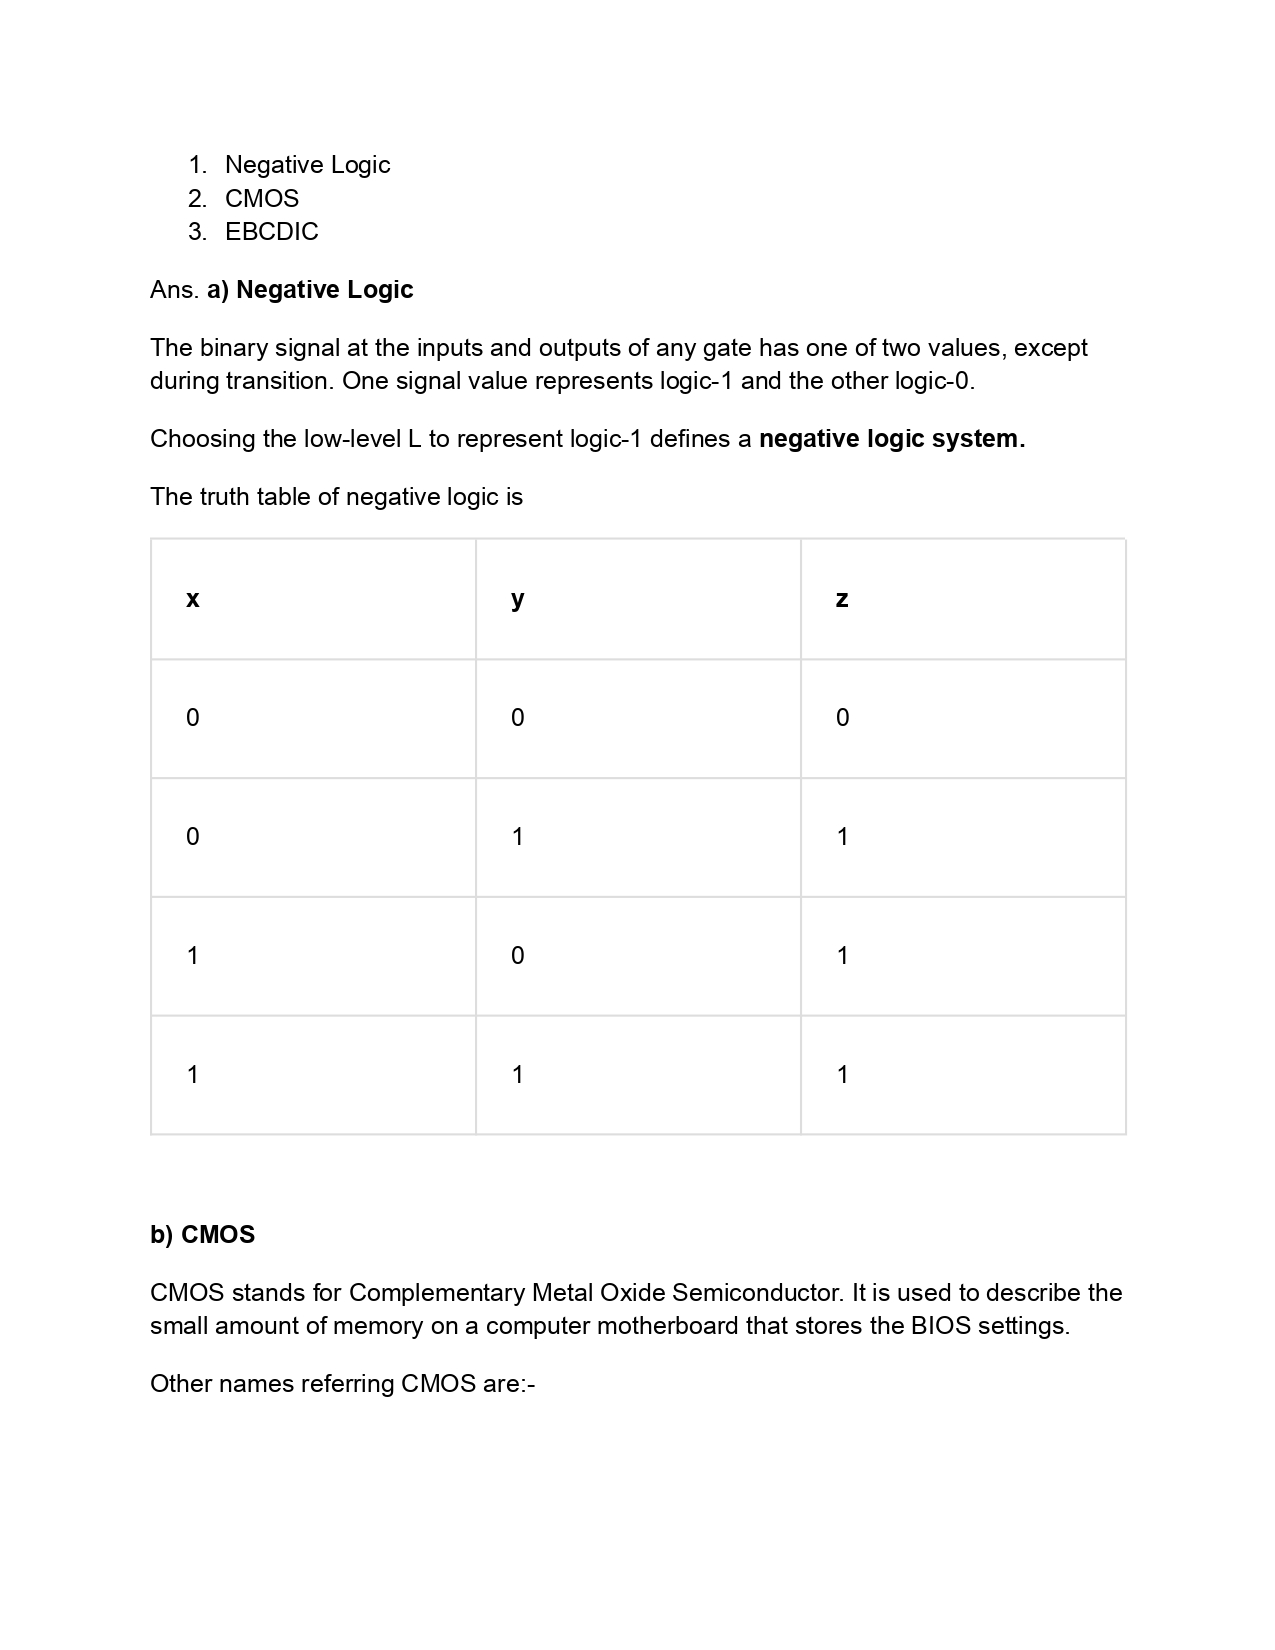 1. Negative Logic
2. CMOS
3. EBCDIC
Ans. a) Negative Logic
The binary signal at the inputs and outputs of any gate has one of two values, except
during transition. One signal value represents logic-1 and the other logic-0.
Choosing the low-level L to represent logic-1 defines a negative logic system.
The truth table of negative logic is
x y z
0 0 0
0 1 1
1 0 1
1 1 1
b) CMOS
CMOS stands for Complementary Metal Oxide Semiconductor. It is used to describe the
small amount of memory on a computer motherboard that stores the BIOS settings.
Other names referring CMOS are:-